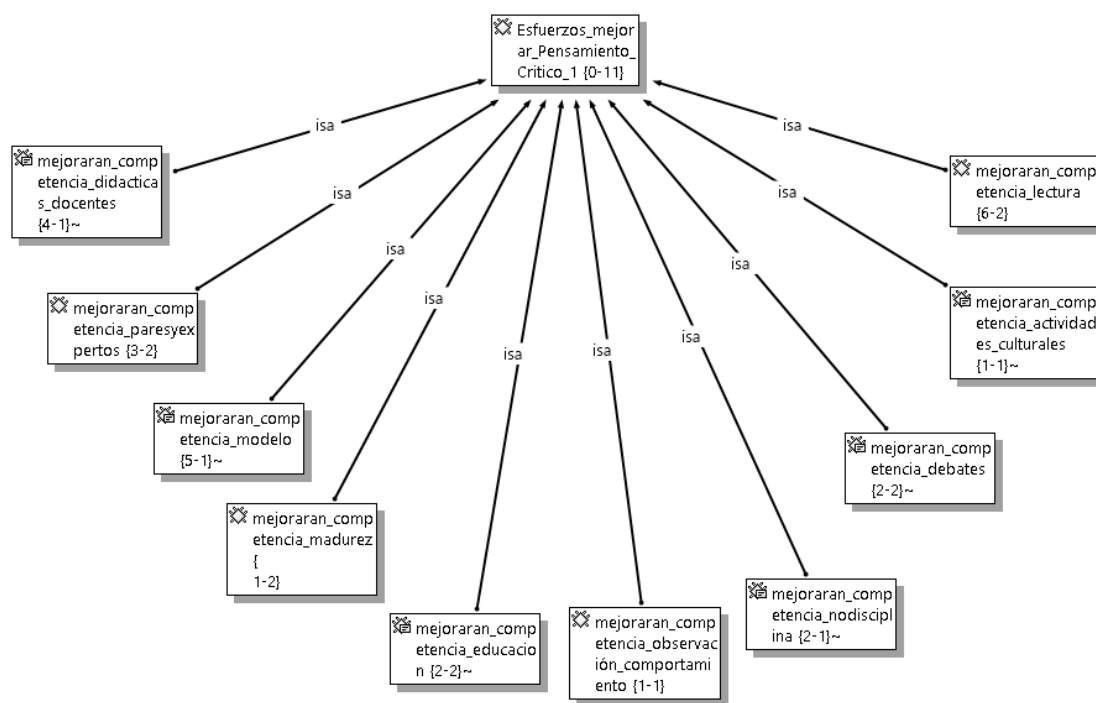 Esfuerzos_mejor
ar_Pensamiento_
Critico_1 {0-11}
isa
isa
isa
isa
isa
isa
isa
isa
isa
isa
mejoraran_comp
etencia_didactica
s_docentes
{4-1}~
mejoraran_comp
etencia_lectura
{6-2}
mejoraran_comp
etencia_paresyex
pertos {3-2}
mejoraran_comp
etencia_actividad
es_culturales
{1-1}~
mejoraran_comp
etencia_modelo
{5-1}~
mejoraran_comp
etencia_debates
{2-2}~
mejoraran_comp
etencia_madurez
{
1-2}
mejoraran_comp
etencia_nodiscipl
ina {2-1}~
mejoraran_comp
etencia_educacio
n {2-2}~
mejoraran_comp
etencia_observac
ión_comportami
ento {1-1}